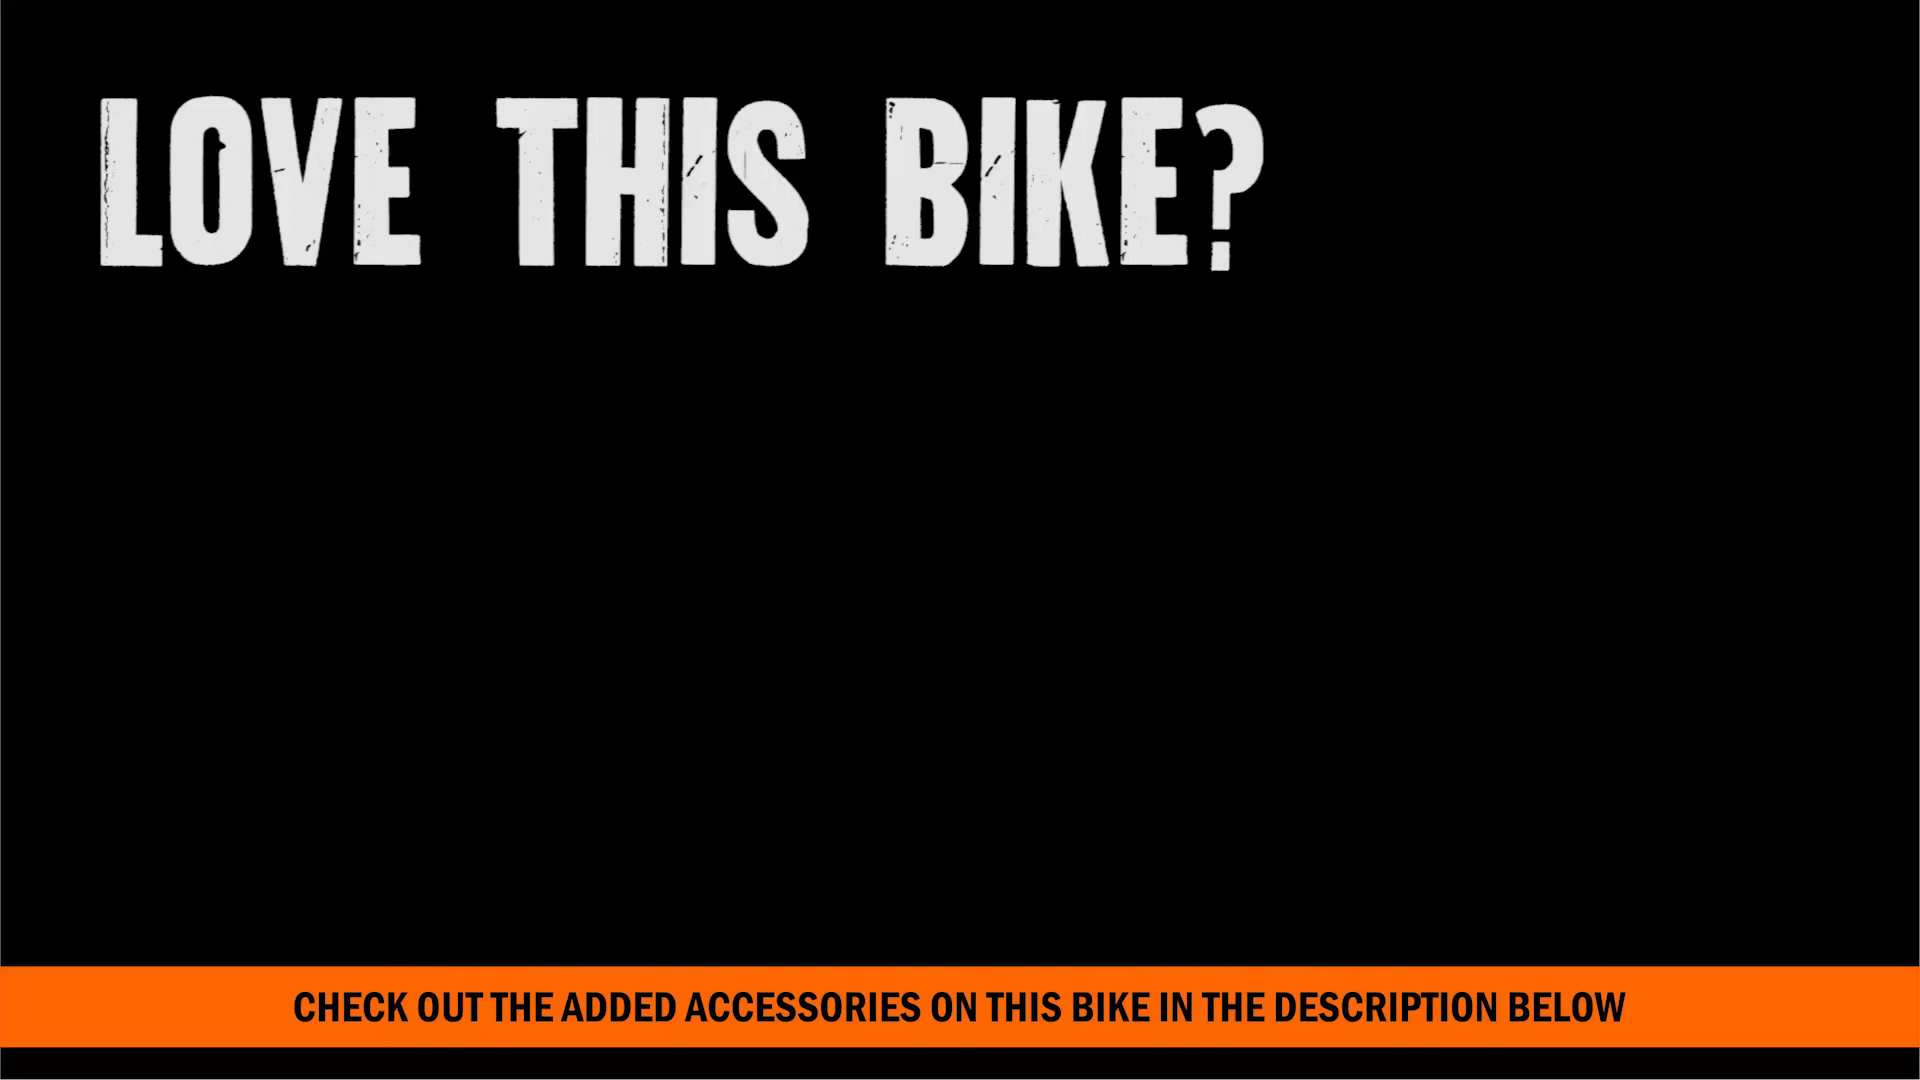 LOVE THIS BIKE?
CHECK OUT THE ADDED ACCESSORIES ON THIS BIKE IN THE DESCRIPTION BELOW